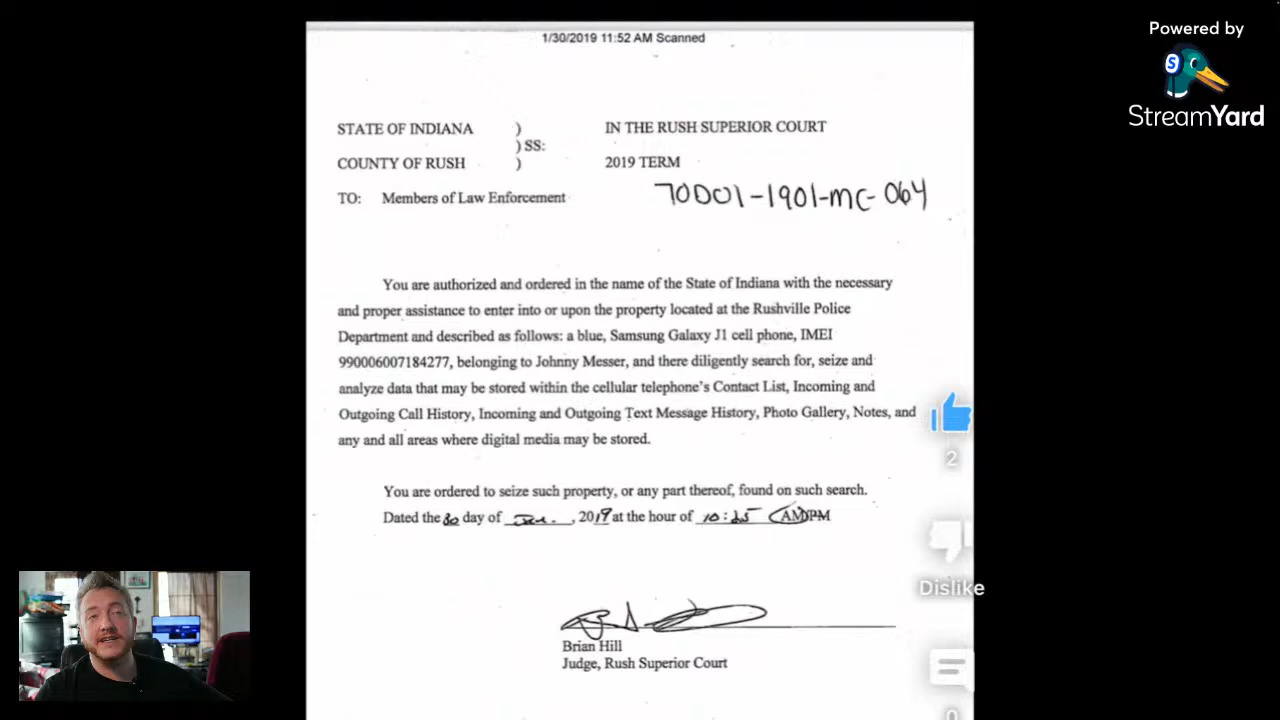 1/30/2019 11:52 AM Scanned
Powered by
StreamYard
STATE OF INDIANA ) IN THE RUSH SUPERIOR COURT
) SS:
COUNTY OF RUSH ) 2019 TERM
TO: Members of Law Enforcement 70D01-1901-MC-064
You are authorized and ordered in the name of the State of Indiana with the necessary
and proper assistance to enter into or upon the property located at the Rushville Police
Department and described as follows: a blue, Samsung Galaxy J1 cell phone, IMEI
990006007184277, belonging to Johnny Messer, and there diligently search for, seize and
analyze data that may be stored within the cellular telephone's Contact List, Incoming and
Outgoing Call History, Incoming and Outgoing Text Message History, Photo Gallery, Notes, and
any and all areas where digital media may be stored.
You are ordered to seize such property, or any part thereof, found on such search.
Dated the 30 day of Jan., 2019 at the hour of 10: AM/PM
Brian Hill
Judge, Rush Superior Court
2
Dislike
0